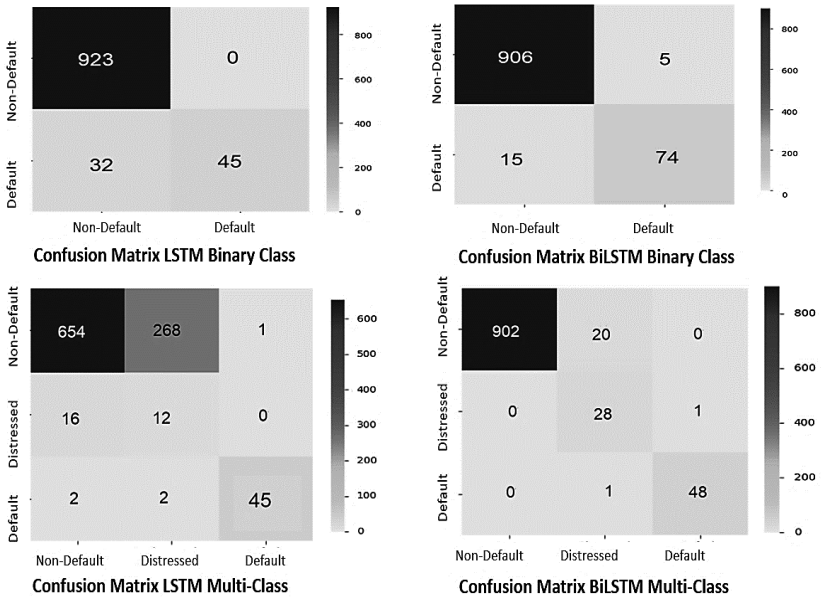 Non-Default
923
0
800
600
400
Default
32
45
200
0
Non-Default Default
Confusion Matrix LSTM Binary Class
Non-Default
906
5
800
600
400
Default
15
74
200
0
Non-Default Default
Confusion Matrix BiLSTM Binary Class
Non-Default
654
268
1
600
500
400
Distressed
16
12
0
300
200
Default
2
2
45
100
0
Non-Default Distressed Default
Confusion Matrix LSTM Multi-Class
Non-Default
902
20
0
800
600
Distressed
0
28
1
400
Default
0
1
48
200
0
Non-Default Distressed Default
Confusion Matrix BiLSTM Multi-Class